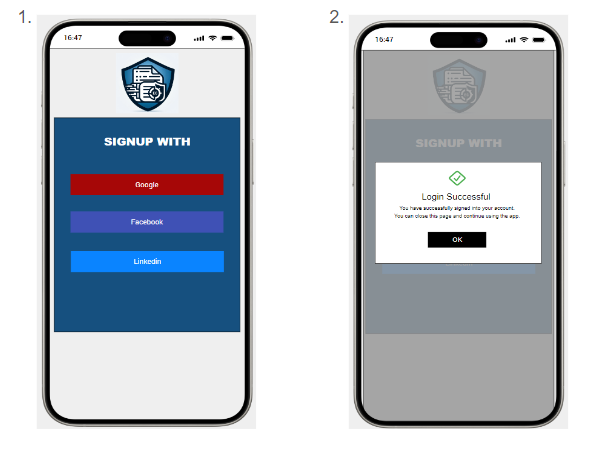 1.
16:47
SIGNUP WITH
Google
Facebook
Linkedin
2.
16:47
SIGNUP WITH
Login Successful
You have successfully signed into your account.
You can close this page and continue using the app.
OK